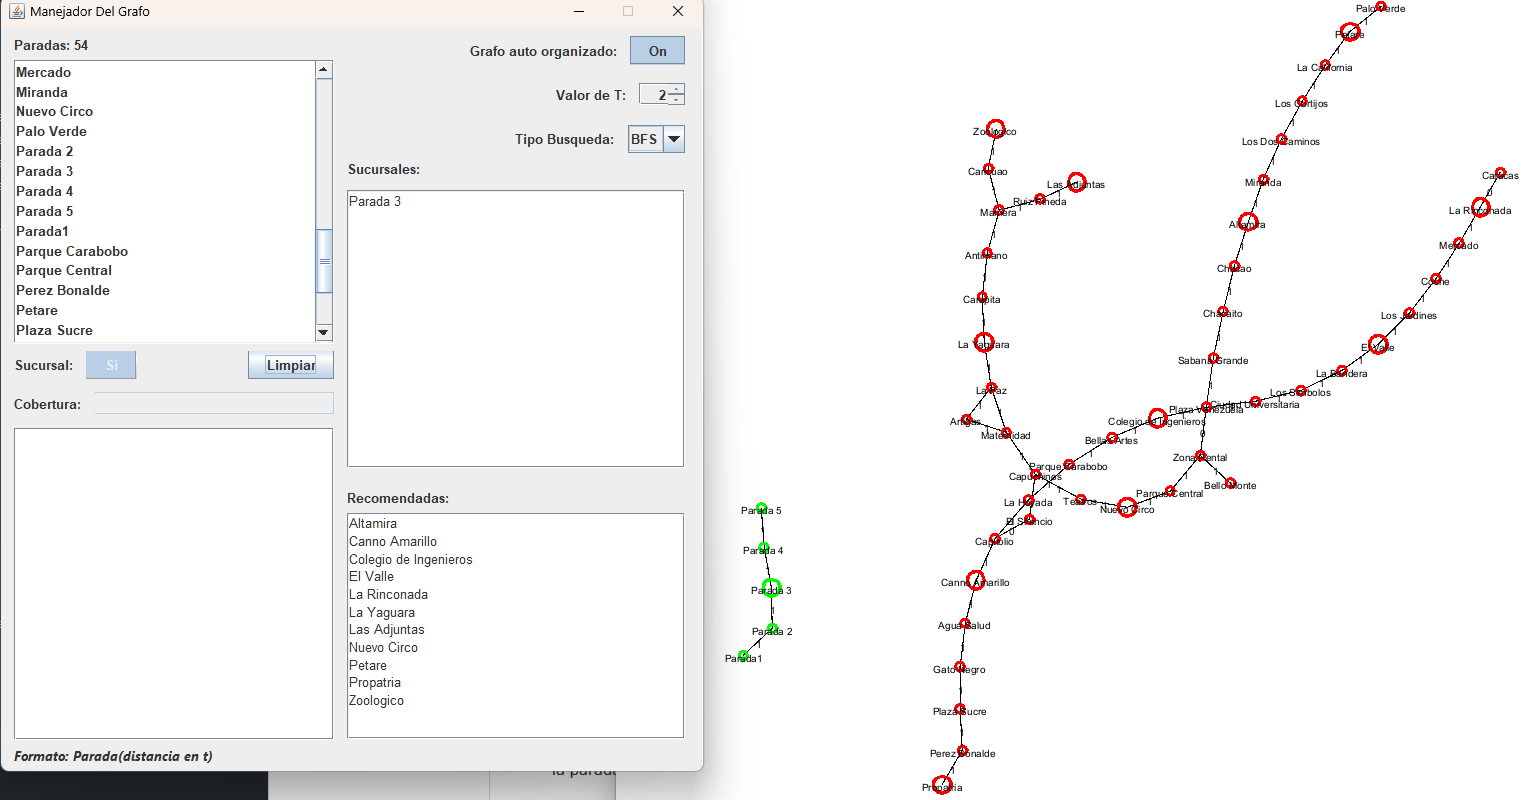 Manejador Del Grafo
Paradas: 54
Mercado
Miranda
Nuevo Circo
Palo Verde
Parada 2
Parada 3
Parada 4
Parada 5
Parada1
Parque Carabobo
Parque Central
Perez Bonalde
Petare
Plaza Sucre
Sucursal:
Si
Limpiar
Cobertura:
Formato: Parada(distancia en t)
Grafo auto organizado:
On
Valor de T:
2
Tipo Busqueda:
BFS
Sucursales:
Parada 3
Recomendadas:
Altamira
Canno Amarillo
Colegio de Ingenieros
El Valle
La Rinconada
La Yaguara
Las Adjuntas
Nuevo Circo
Petare
Propatria
Zoologico
la parada
Palo Verde
Petare
La California
Los Cortijos
Los Dos Caminos
Miranda
Altamira
Chacao
Chacaito
Sabana Grande
Plaza Venezuela
Ciudad Universitaria
Los Simbolos
La Bandera
El Valle
Los Jardines
Coche
Mercado
La Rinconada
Caracas
0
Zoologico
Caricuao
Mamera
Ruiz Pineda
Las Adjuntas
Antimano
Carapita
La Yaguara
La Paz
Artigas
Maternidad
Capuchinos
Colegio de Ingenieros
Bellas Artes
Parque Carabobo
La Hoyada
El Silencio
0
Capitolio
Teatros
Nuevo Circo
Parque Central
Zona Rental
0
Bello Monte
Canno Amarillo
Agua Salud
Gato Negro
Plaza Sucre
Perez Bonalde
Propatria
Parada 5
Parada 4
Parada 3
Parada 2
Parada1